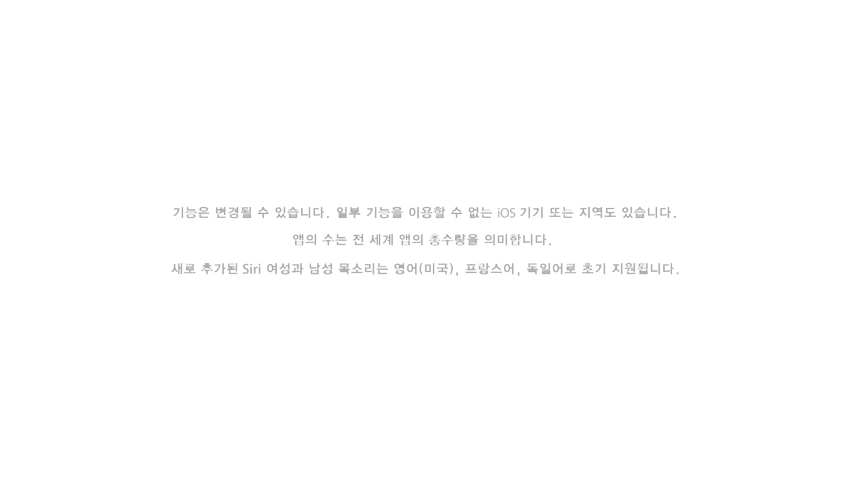 기능은 변경될 수 있습니다. 일부 기능을 이용할 수 없는 iOS 기기 또는 지역도 있습니다.
앱의 수는 전 세계 앱의 총수량을 의미합니다.
새로 추가된 Siri 여성과 남성 목소리는 영어(미국), 프랑스어, 독일어로 초기 지원됩니다.